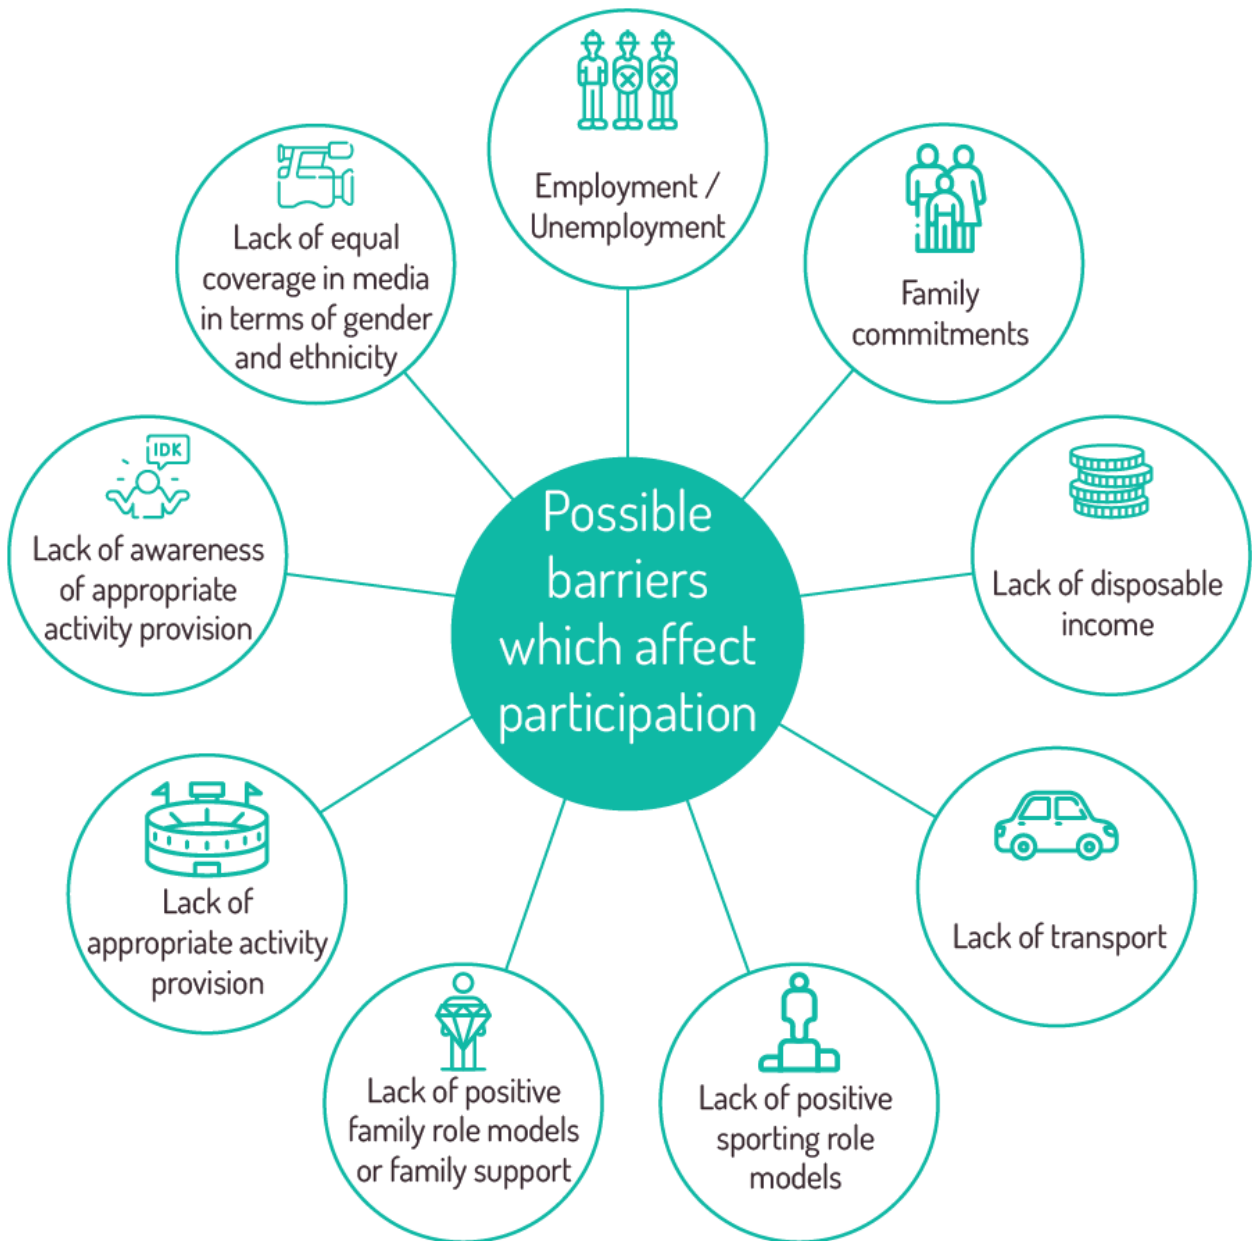 Possible
barriers
which affect
participation
Employment /
Unemployment
Family
commitments
Lack of disposable
income
Lack of transport
Lack of positive
sporting role
models
Lack of positive
family role models
or family support
Lack of
appropriate activity
provision
IDK
Lack of awareness
of appropriate
activity provision
Lack of equal
coverage in media
in terms of gender
and ethnicity